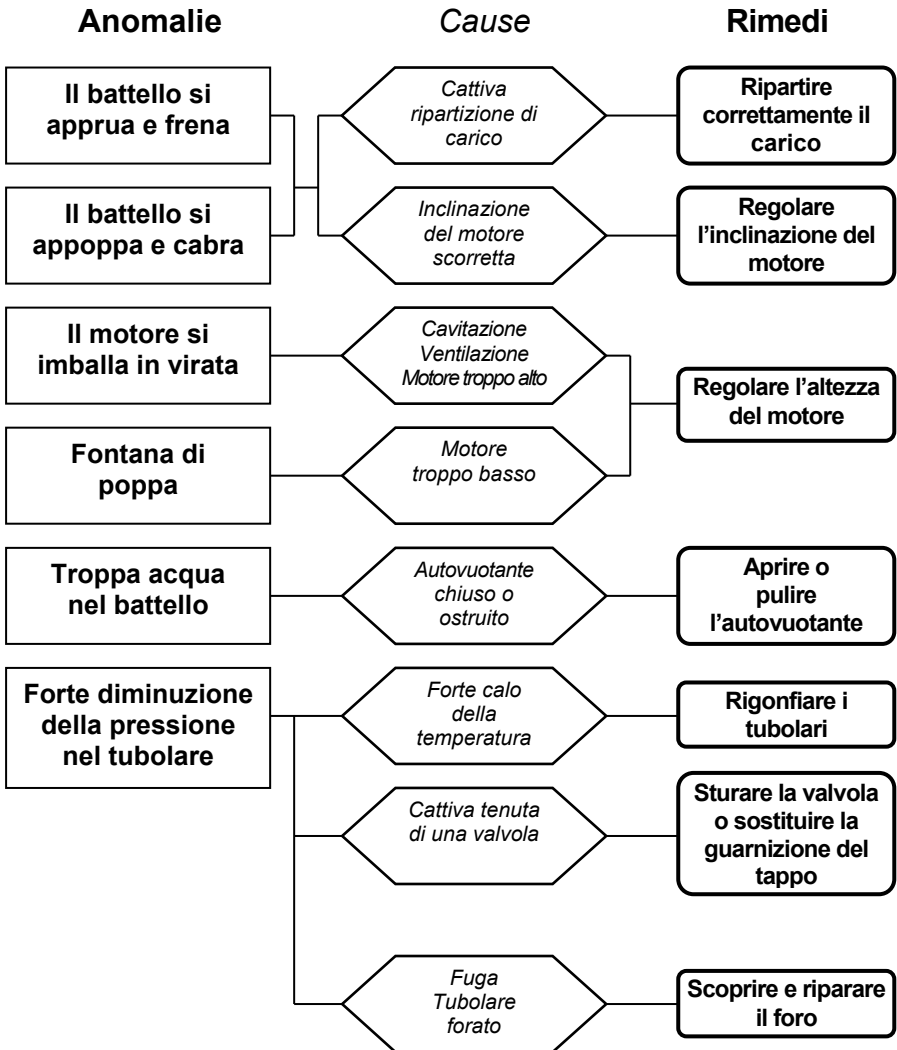 Anomalie
Cause
Rimedi
Il battello si
apprua e frena
Cattiva
ripartizione di
carico
Ripartire
correttamente il
carico
Il battello si
appoppa e cabra
Inclinazione
del motore
scorretta
Regolare
l’inclinazione del
motore
Il motore si
imballa in virata
Cavitazione
Ventilazione
Motore troppo alto
Regolare l’altezza
del motore
Fontana di
poppa
Motore
troppo basso
Troppa acqua
nel battello
Autovuotante
chiuso o
ostruito
Aprire o
pulire
l’autovuotante
Forte diminuzione
della pressione
nel tubolare
Forte calo
della
temperatura
Rigonfiare i
tubolari
Cattiva tenuta
di una valvola
Sturare la valvola
o sostituire la
guarnizione del
tappo
Fuga
Tubolare
forato
Scoprire e riparare
il foro